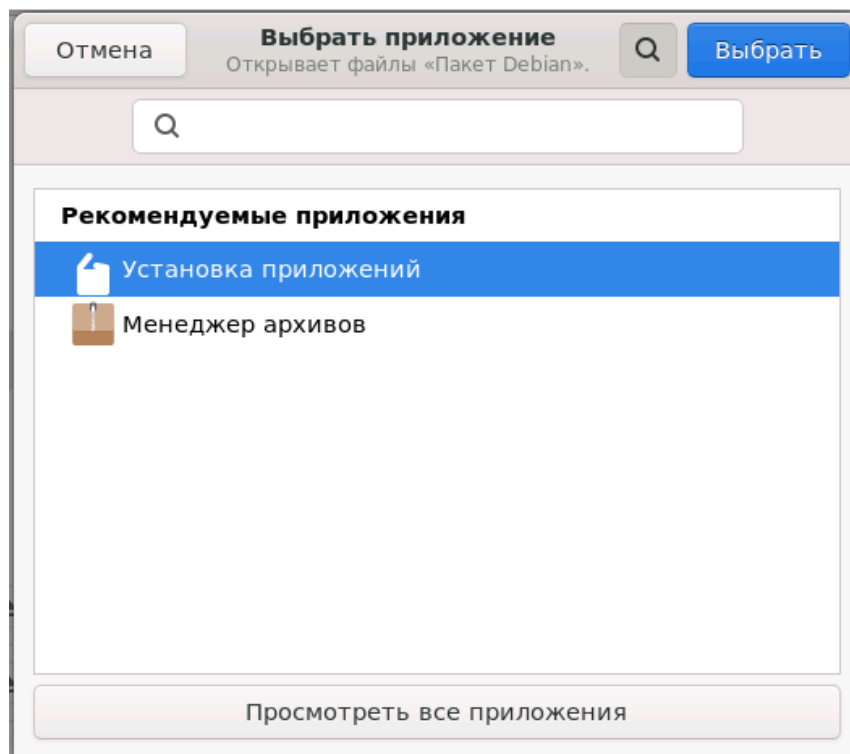 Отмена
Выбрать приложение
Открывает файлы «Пакет Debian».
Выбрать
Рекомендуемые приложения
Установка приложений
Менеджер архивов
Просмотреть все приложения